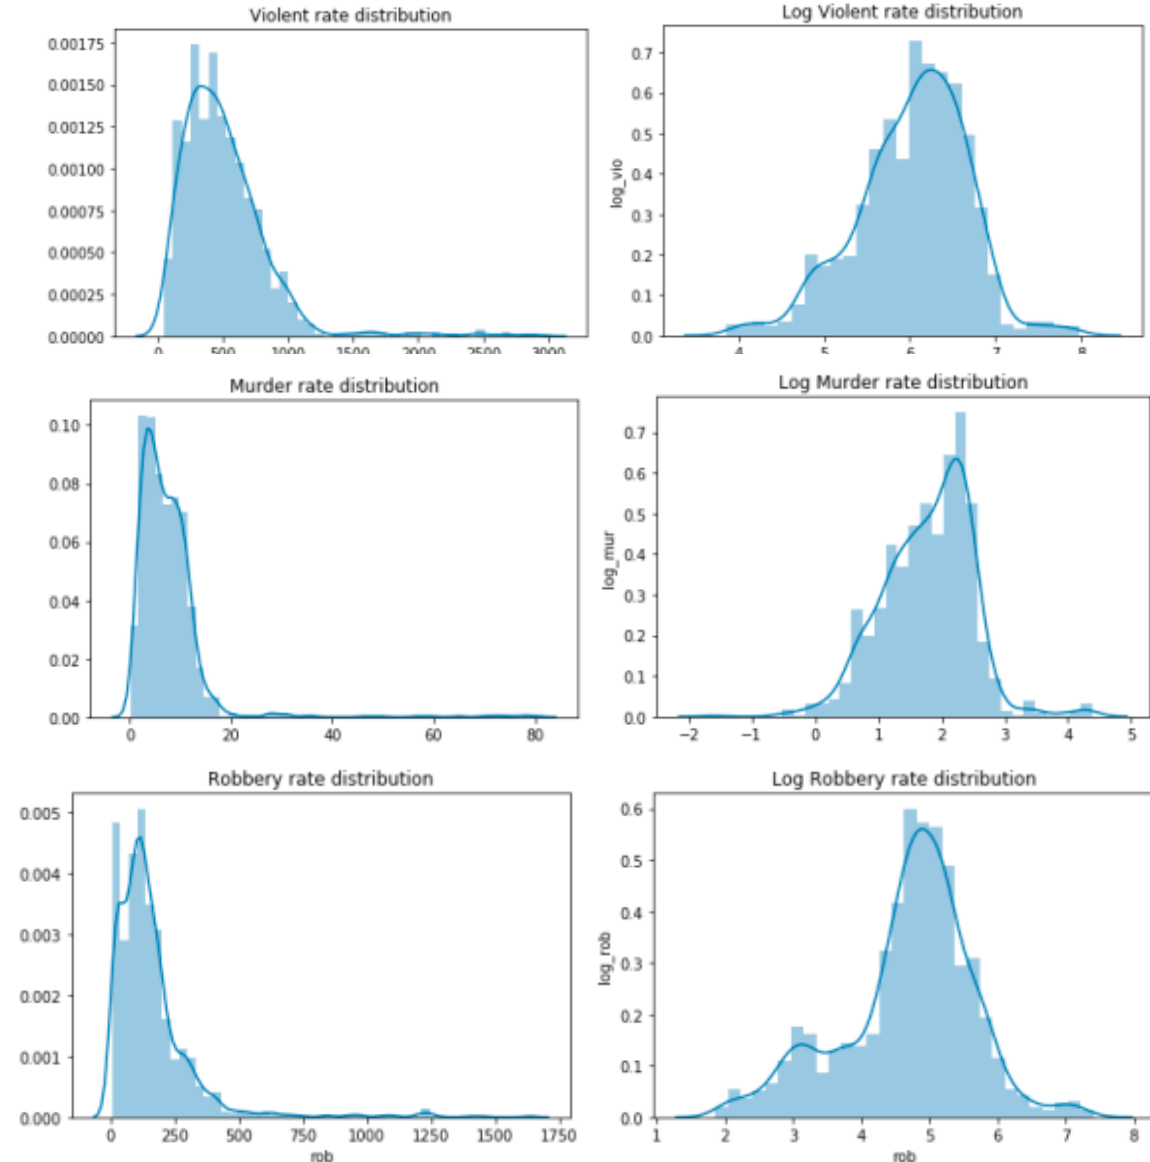 Violent rate distribution
0.00175
0.00150
0.00125
0.00100
0.00075
0.00050
0.00025
0.00000
0 500 1000 1500 2000 2500 3000
Log Violent rate distribution
log_vio
0.7
0.6
0.5
0.4
0.3
0.2
0.1
0.0
4 5 6 7 8
Murder rate distribution
0.10
0.08
0.06
0.04
0.02
0.00
0 20 40 60 80
Log Murder rate distribution
log_mur
0.7
0.6
0.5
0.4
0.3
0.2
0.1
0.0
−2 −1 0 1 2 3 4 5
Robbery rate distribution
0.005
0.004
0.003
0.002
0.001
0.000
0 250 500 750 1000 1250 1500 1750
rob
Log Robbery rate distribution
log_rob
0.6
0.5
0.4
0.3
0.2
0.1
0.0
1 2 3 4 5 6 7 8
rob